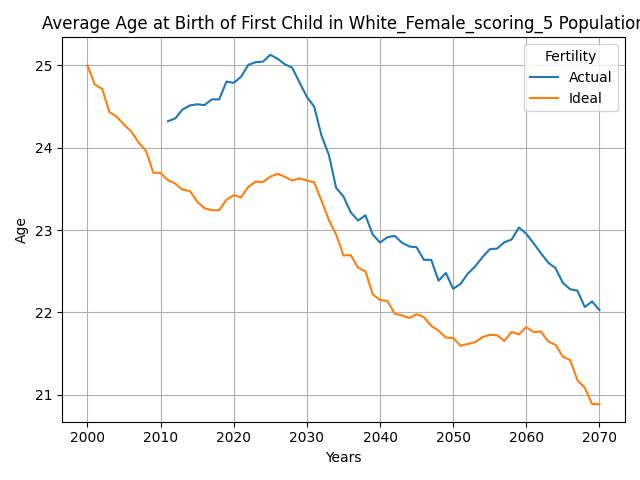 Average Age at Birth of First Child in White_Female_scoring_5 Population
Fertility
Actual
Ideal
25
24
23
22
21
Age
2000 2010 2020 2030 2040 2050 2060 2070
Years